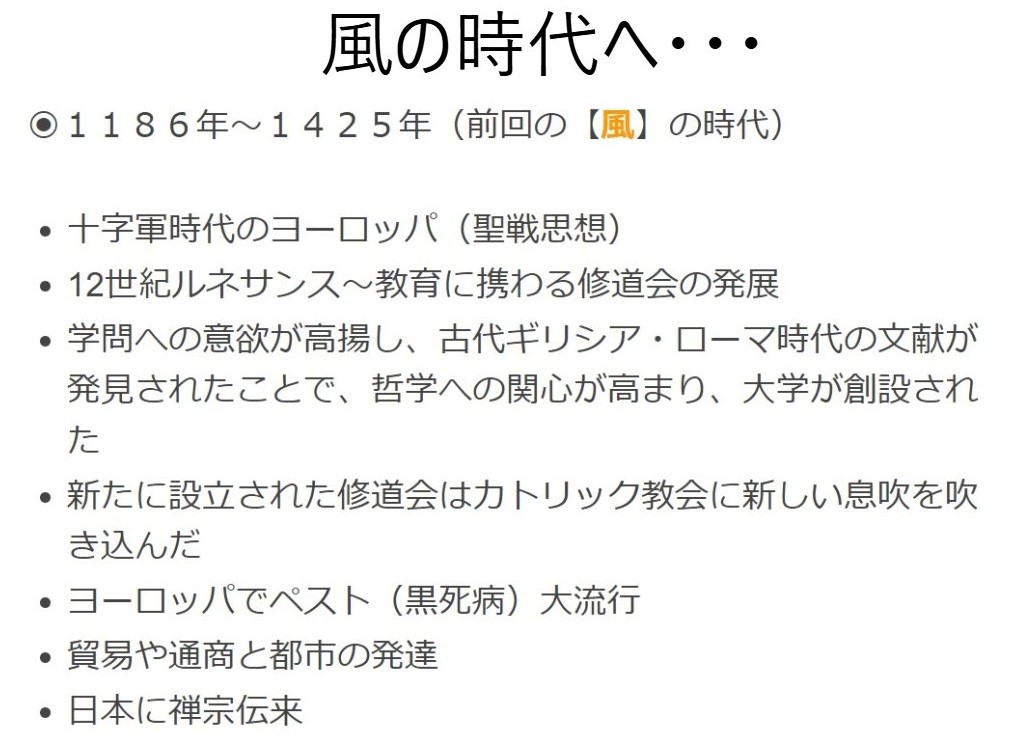 風の時代へ・・・
◉１１８６年～１４２５年（前回の【風】の時代）
• 十字軍時代のヨーロッパ（聖戦思想）
• 12世紀ルネサンス～教育に携わる修道会の発展
• 学問への意欲が高揚し、古代ギリシア・ローマ時代の文献が
発見されたことで、哲学への関心が高まり、大学が創設され
た
• 新たに設立された修道会はカトリック教会に新しい息吹を吹
き込んだ
• ヨーロッパでペスト（黒死病）大流行
• 貿易や通商と都市の発達
• 日本に禅宗伝来